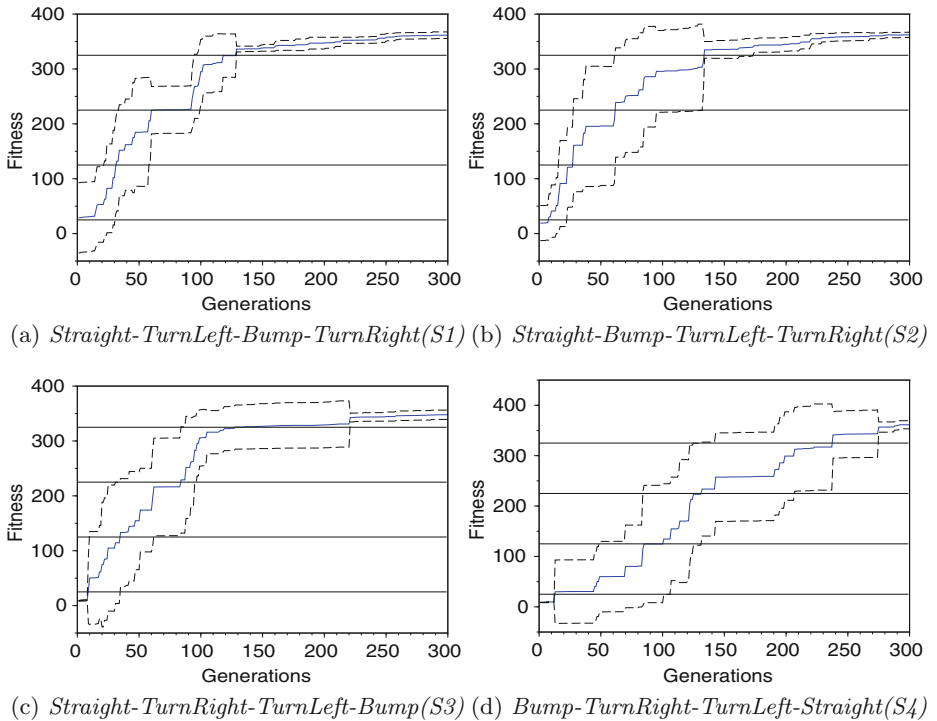 400
300
200
100
0
Fitness
0 50 100 150 200 250 300
Generations
(a) Straight-TurnLeft-Bump-TurnRight(S1)
400
300
200
100
0
Fitness
0 50 100 150 200 250 300
Generations
(b) Straight-Bump-TurnLeft-TurnRight(S2)
400
300
200
100
0
Fitness
0 50 100 150 200 250 300
Generations
(c) Straight-TurnRight-TurnLeft-Bump(S3)
400
300
200
100
0
Fitness
0 50 100 150 200 250 300
Generations
(d) Bump-TurnRight-TurnLeft-Straight(S4)